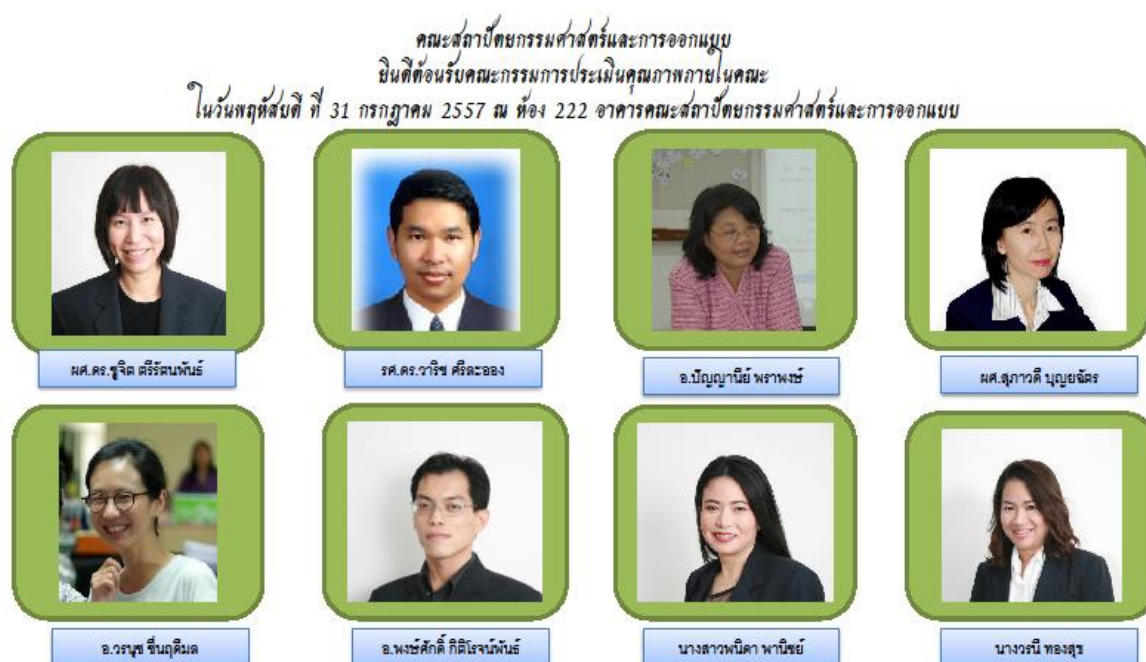 คณะสถาปัตยกรรมศาสตร์และการออกแบบ
ยินดีต้อนรับคณะกรรมการประเมินคุณภาพภายในคณะ
ในวันพฤหัสบดี ที่ 31 กรกฎาคม 2557 ณ ห้อง 222 อาคารคณะสถาปัตยกรรมศาสตร์และการออกแบบ
ผศ.ดร.ชูจิต ตรีรัตนพันธ์
รศ.ดร.วาริช ศรีละออง
อ.ปัญญานีย์ พราพงษ์
ผศ.สุภาวดี บุญยฉัตร
อ.วรนุช ชื่นฤดีมล
อ.พงษ์ศักดิ์ กิติโรจน์พันธ์
นางสาวพนิดา พานิชย์
นางวรนี ทองสุข